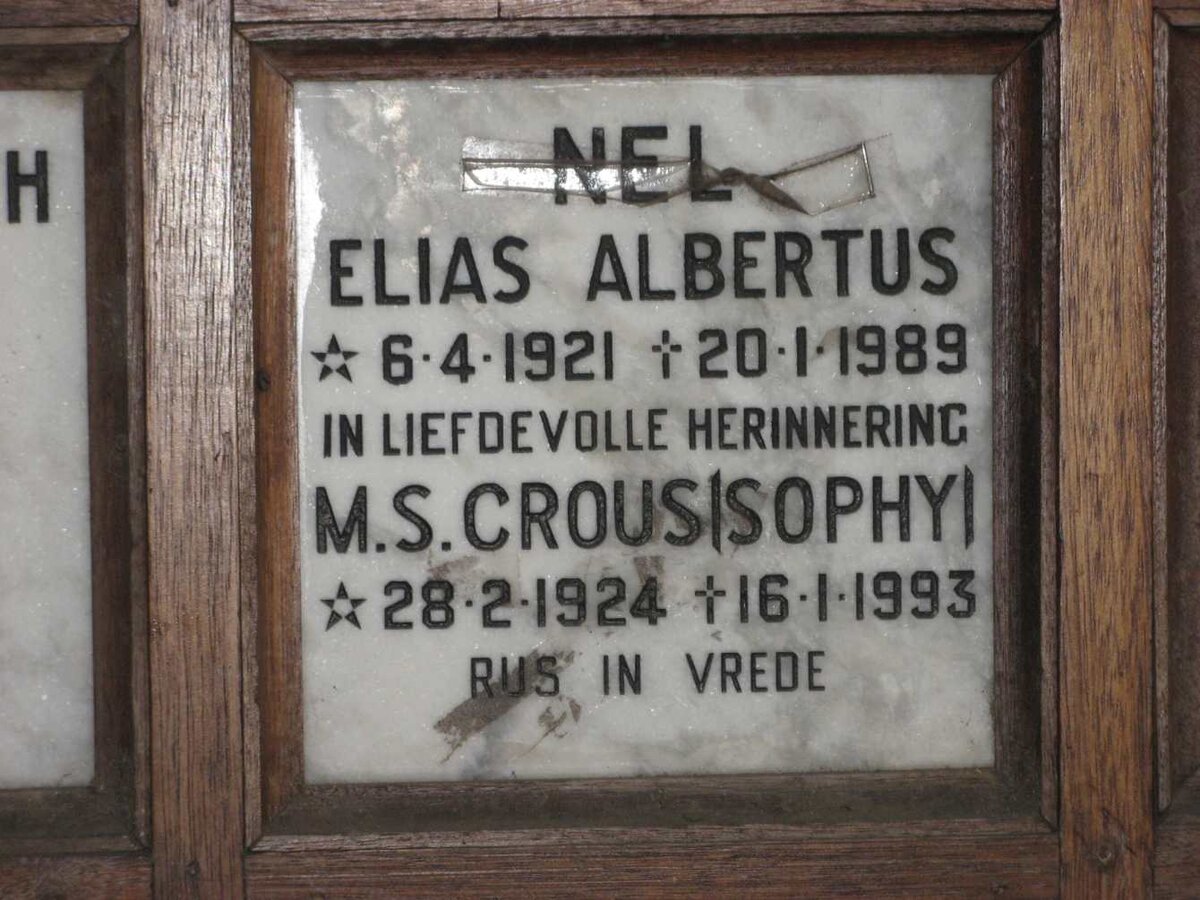 H
NEL
ELIAS ALBERTUS
☆ 6·4·1921 ✝ 20·1·1989
IN LIEFDEVOLLE HERINNERING
M.S. CROUS (SOPHY)
☆ 28·2·1924 ✝ 16·1·1993
RUS IN VREDE